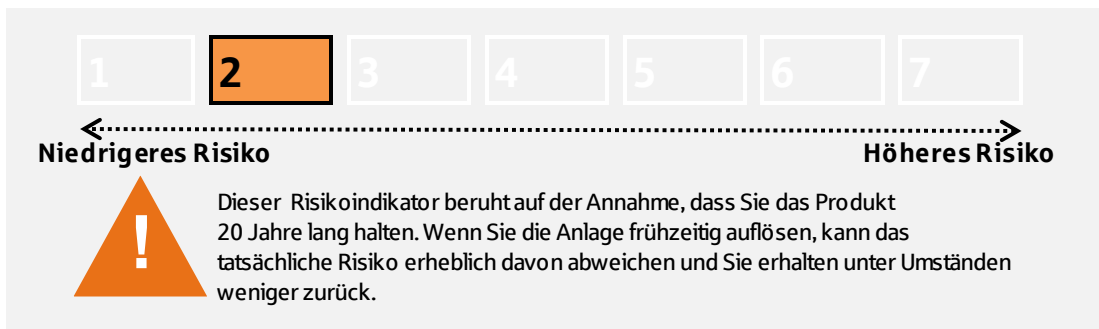 1 2 3 4 5 6 7
Niedrigeres Risiko Höheres Risiko
! Dieser Risikoindikator beruht auf der Annahme, dass Sie das Produkt
20 Jahre lang halten. Wenn Sie die Anlage frühzeitig auflösen, kann das
tatsächliche Risiko erheblich davon abweichen und Sie erhalten unter Umständen
weniger zurück.